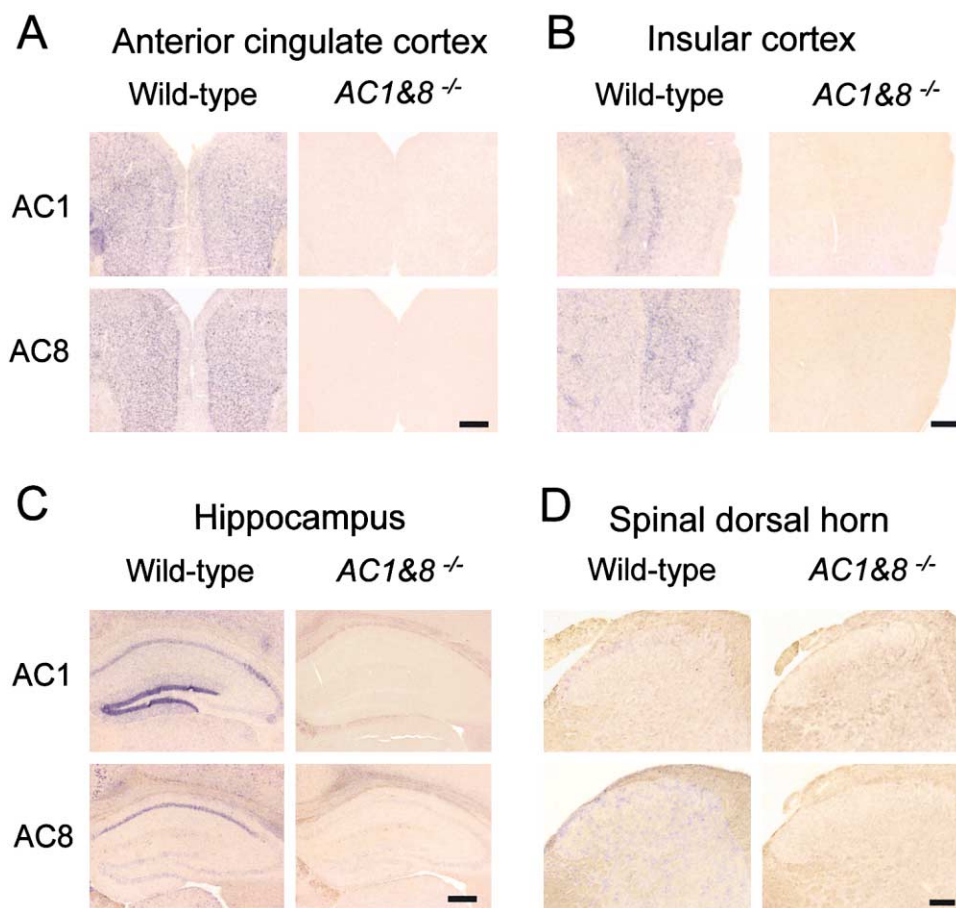 A Anterior cingulate cortex
Wild-type AC1&8 -/-
AC1
AC8
B Insular cortex
Wild-type AC1&8 -/-
C Hippocampus
Wild-type AC1&8 -/-
AC1
AC8
D Spinal dorsal horn
Wild-type AC1&8 -/-